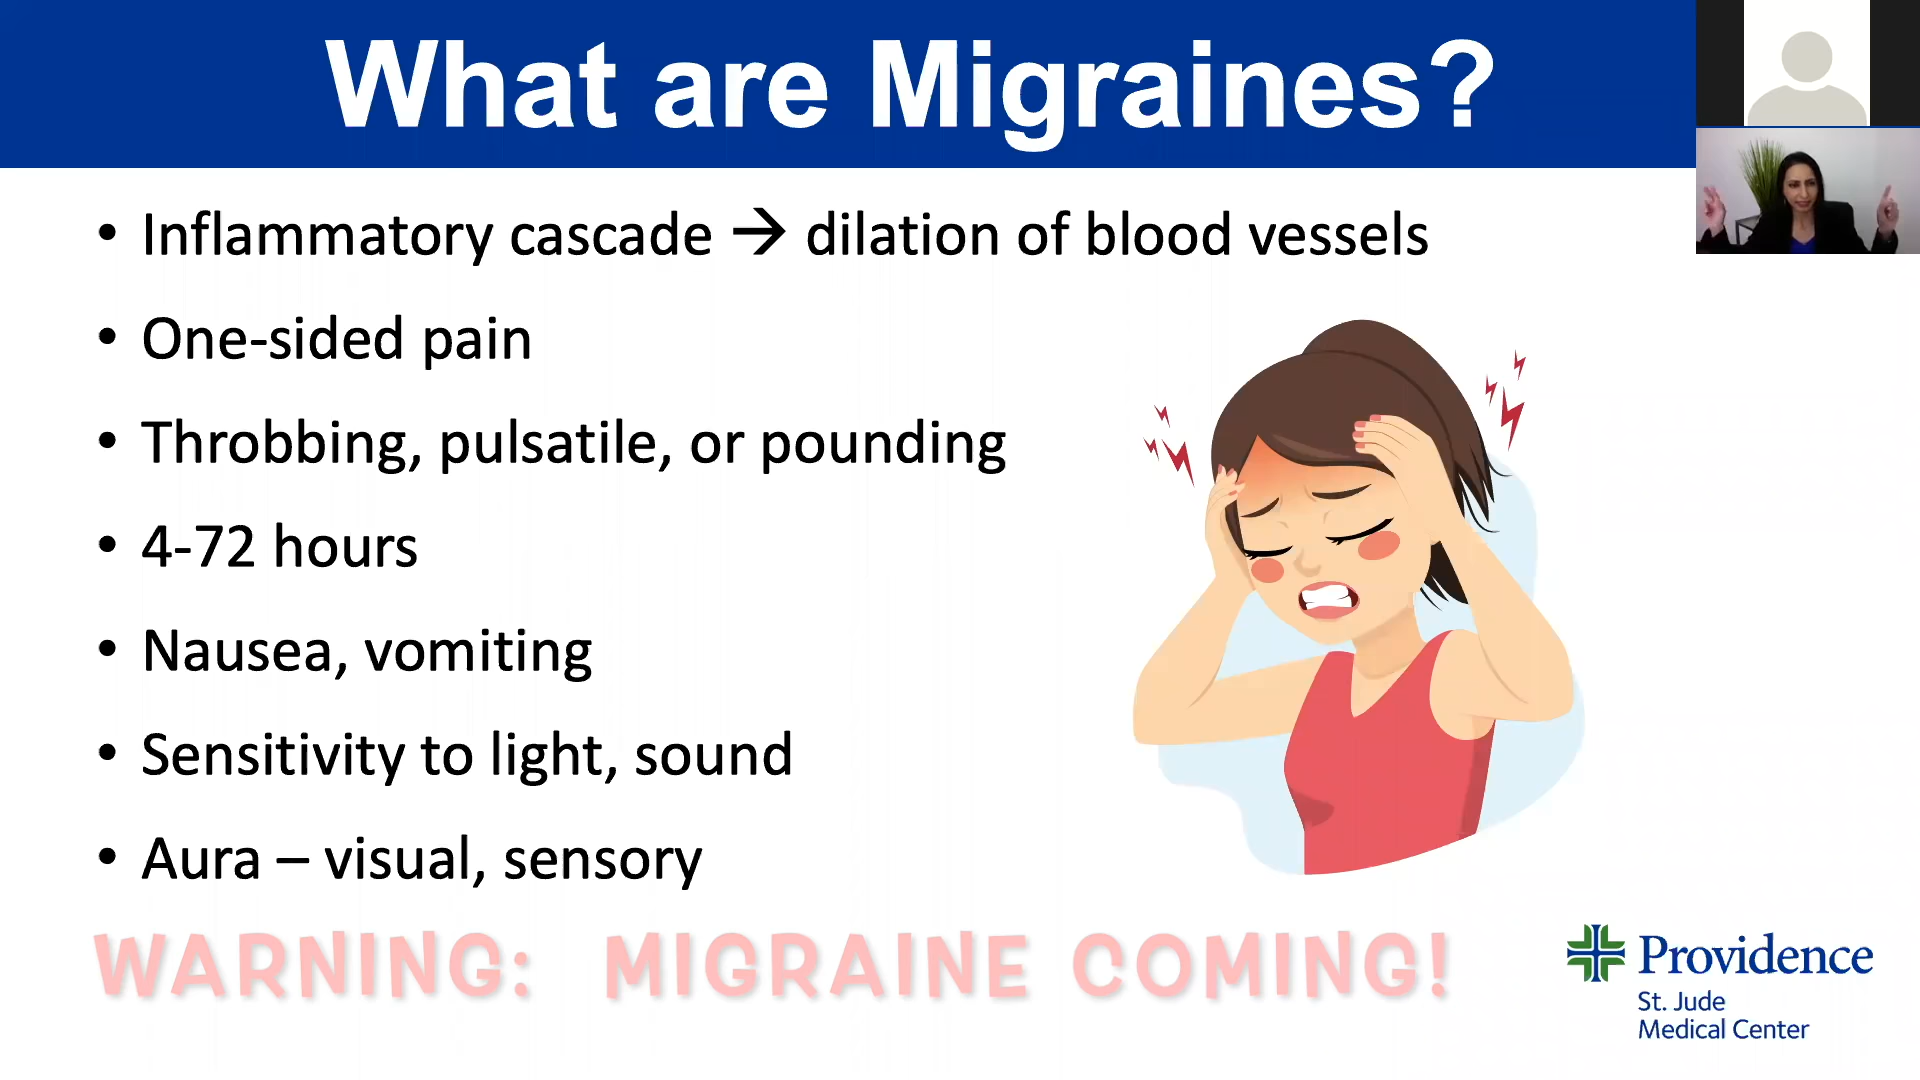 What are Migraines?
• Inflammatory cascade → dilation of blood vessels
• One-sided pain
• Throbbing, pulsatile, or pounding
• 4-72 hours
• Nausea, vomiting
• Sensitivity to light, sound
• Aura – visual, sensory
WARNING: MIGRAINE COMING!
Providence
St. Jude
Medical Center